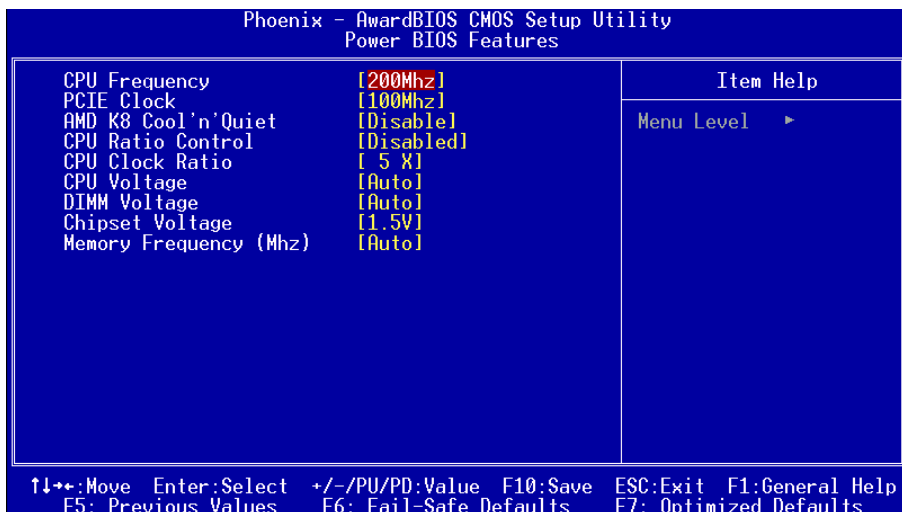 Phoenix - AwardBIOS CMOS Setup Utility
Power BIOS Features
CPU Frequency [200Mhz]
PCIE Clock [100Mhz]
AMD K8 Cool'n'Quiet [Disable]
CPU Ratio Control [Disabled]
CPU Clock Ratio [ 5 X]
CPU Voltage [Auto]
DIMM Voltage [Auto]
Chipset Voltage [1.5V]
Memory Frequency (Mhz) [Auto]
Item Help
Menu Level ►
↑↓→←:Move Enter:Select +/-/PU/PD:Value F10:Save ESC:Exit F1:General Help
F5: Previous Values F6: Fail-Safe Defaults F7: Optimized Defaults